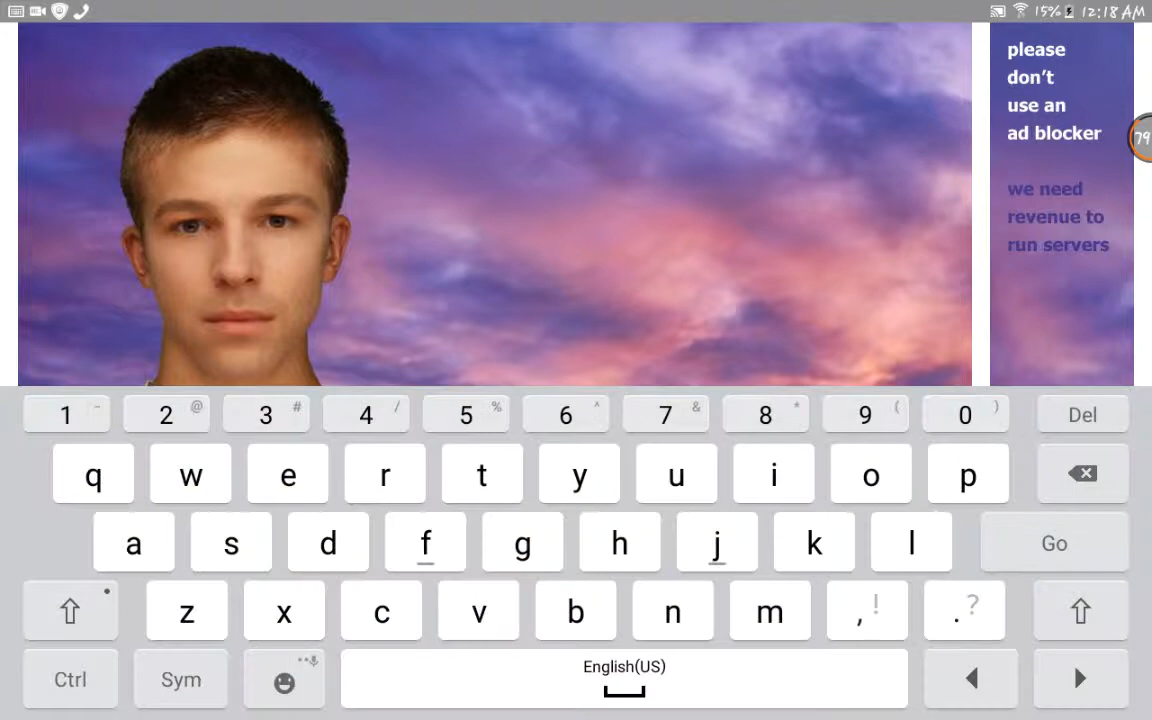 15% 12:18 AM
please
don't
use an
ad blocker
79
we need
revenue to
run servers
1 - 2 @ 3 # 4 / 5 % 6 ^ 7 & 8 * 9 ( 0 ) Del
q w e r t y u i o p
a s d f g h j k l Go
z x c v b n m , ! . ?
Ctrl Sym English(US)